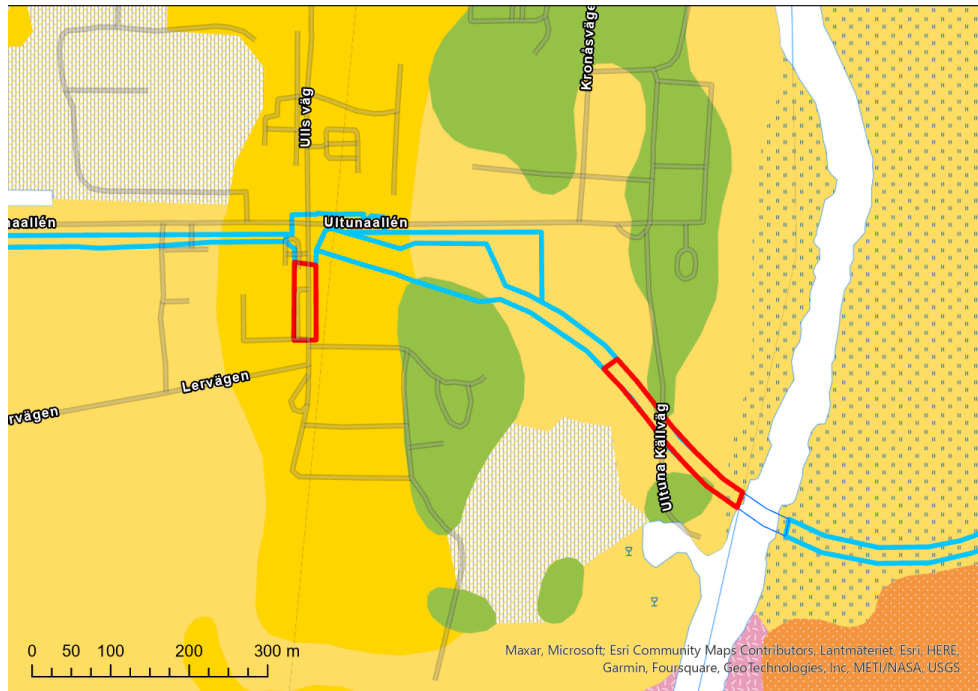 Kronåsväge
Ulls väg
naallén
Ultunaallén
Lervägen
rvägen
Ultuna Källväg
0 50 100 200 300 m
Maxar, Microsoft; Esri Community Maps Contributors, Lantmäteriet, Esri, HERE,
Garmin, Foursquare, GeoTechnologies, Inc, METI/NASA, USGS